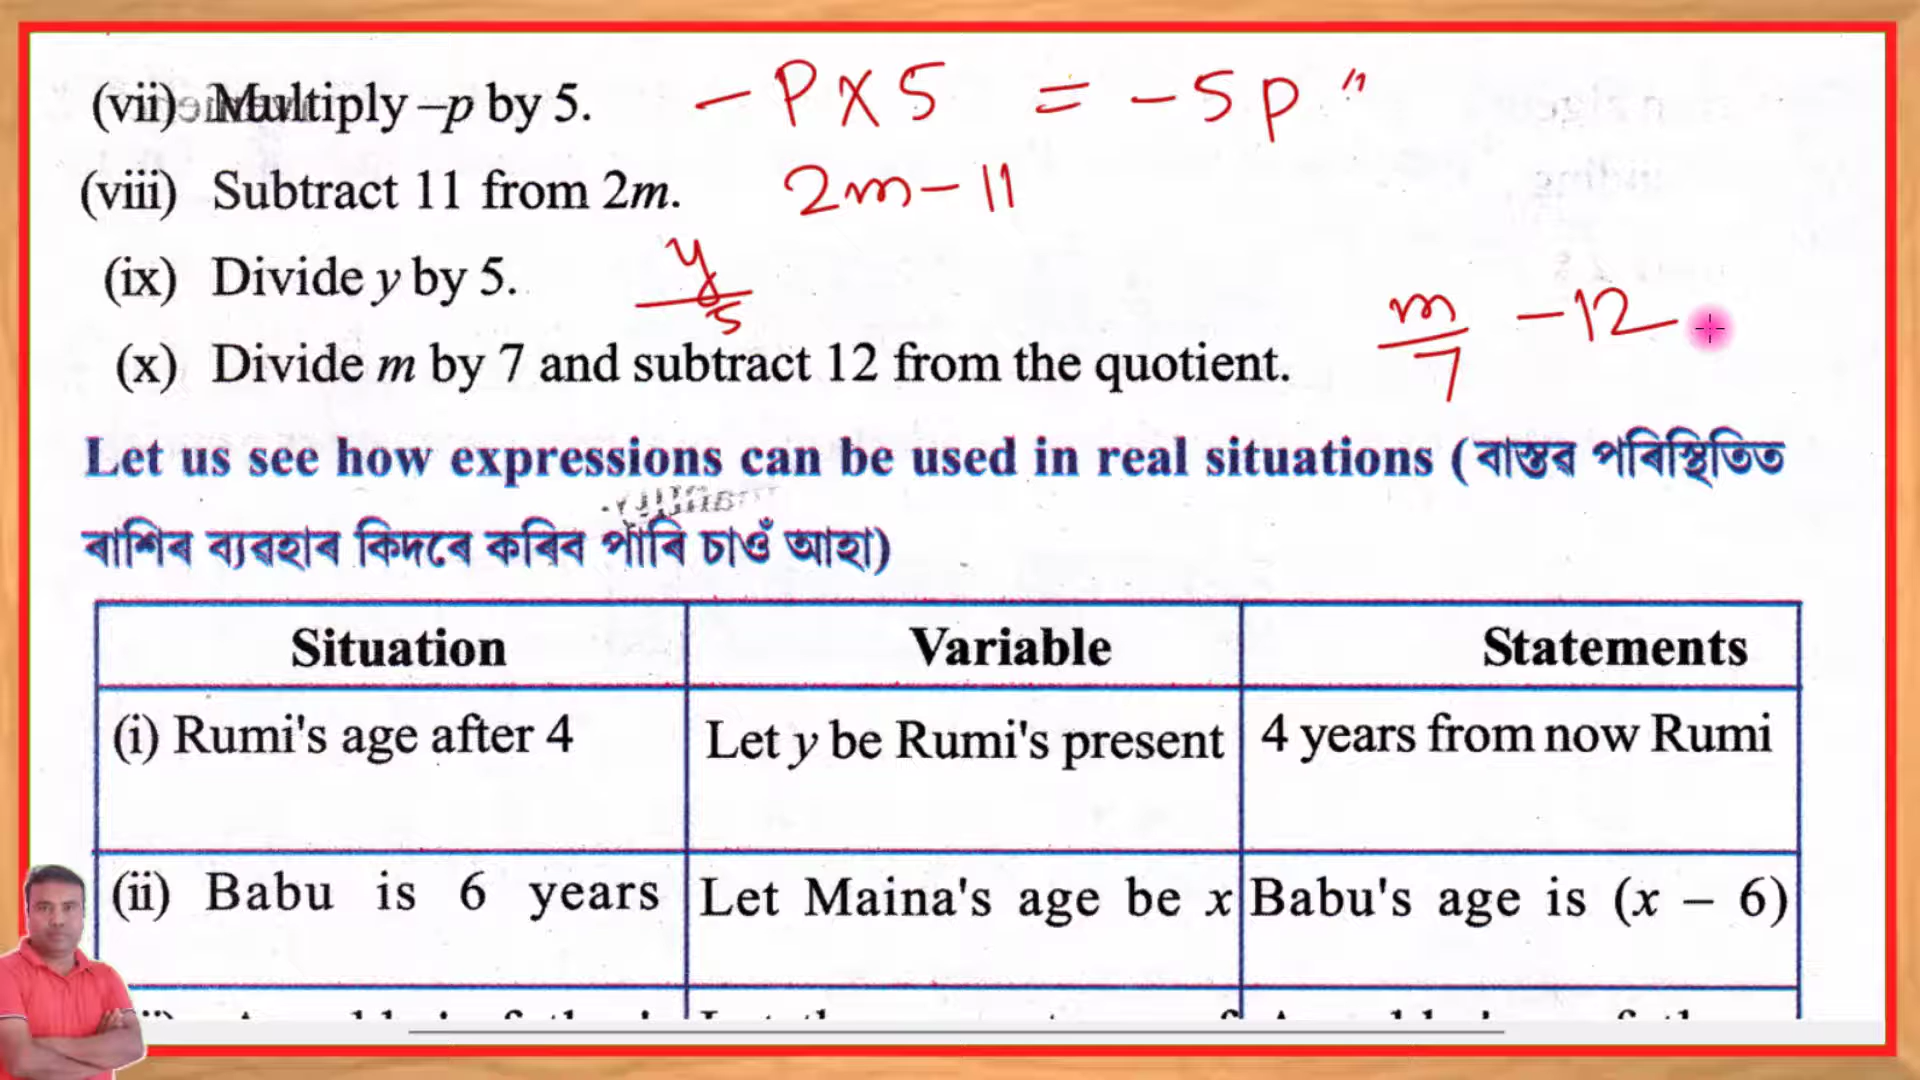 (vii) Multiply –p by 5. - P X 5 = - 5 p "
(viii) Subtract 11 from 2m. 2m - 11
(ix) Divide y by 5. y/5
(x) Divide m by 7 and subtract 12 from the quotient. m/7 - 12
Let us see how expressions can be used in real situations (বাস্তৱ পৰিস্থিতিত
ৰাশিৰ ব্যৱহাৰ কিদৰে কৰিব পাৰি চাওঁ আহা)
Situation Variable Statements
(i) Rumi's age after 4 Let y be Rumi's present 4 years from now Rumi
(ii) Babu is 6 years Let Maina's age be x Babu's age is (x – 6)